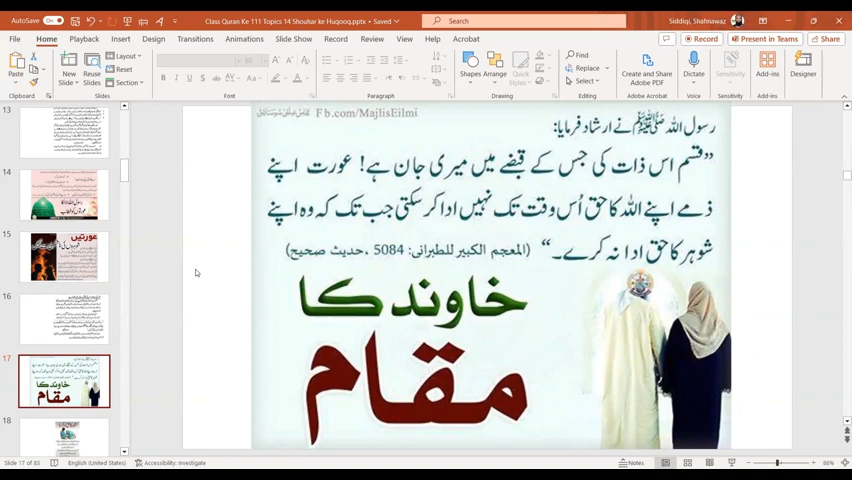 AutoSave
On
Class Quran Ke 111 Topics 14 Shouhar ke Huqooq.pptx • Saved
Search
Siddiqi, Shahnawaz
File Home Playback Insert Draw Design Transitions Animations Slide Show Record Review View Help Acrobat
Record Present in Teams Share
Paste New Slide Reuse Slides Layout Reset Section
Shapes Arrange Quick Styles
Find Replace Select
Create and Share Adobe PDF Dictate Sensitivity Add-ins Designer
Clipboard Slides Font Paragraph Drawing Editing Adobe Acrobat Voice Sensitivity Add-ins
13
14
15
16
17
18
Fb.com/MajlisEilmi
رسول اللہ ﷺ نے ارشاد فرمایا:
”قسم اس ذات کی جس کے قبضے میں میری جان ہے! عورت اپنے
ذمے اپنے اللہ کا حق اُس وقت تک نہیں ادا کر سکتی جب تک کہ وہ اپنے
شوہر کا حق ادا نہ کرے۔“ (المعجم الکبیر للطبرانی: 5084، حدیث صحیح)
خاوند کا
مقام
Slide 17 of 83 English (United States) Accessibility: Investigate
Notes
86%